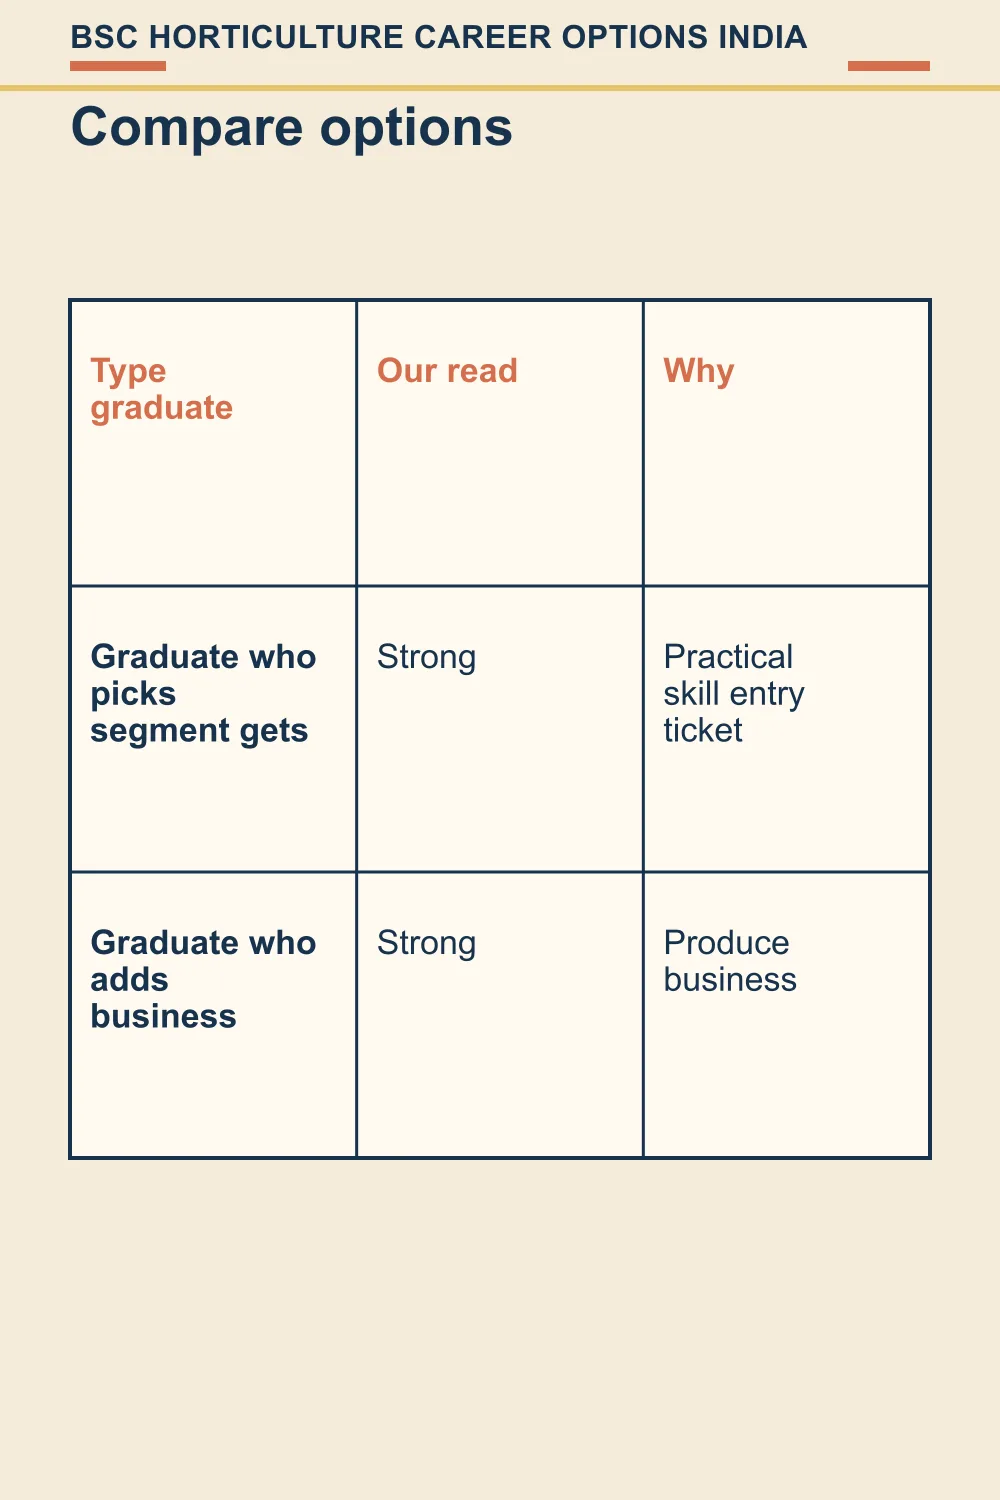 BSC HORTICULTURE CAREER OPTIONS INDIA
Compare options
Type
graduate
Our read
Why
Graduate who
picks
segment gets
Strong
Practical
skill entry
ticket
Graduate who
adds
business
Strong
Produce
business